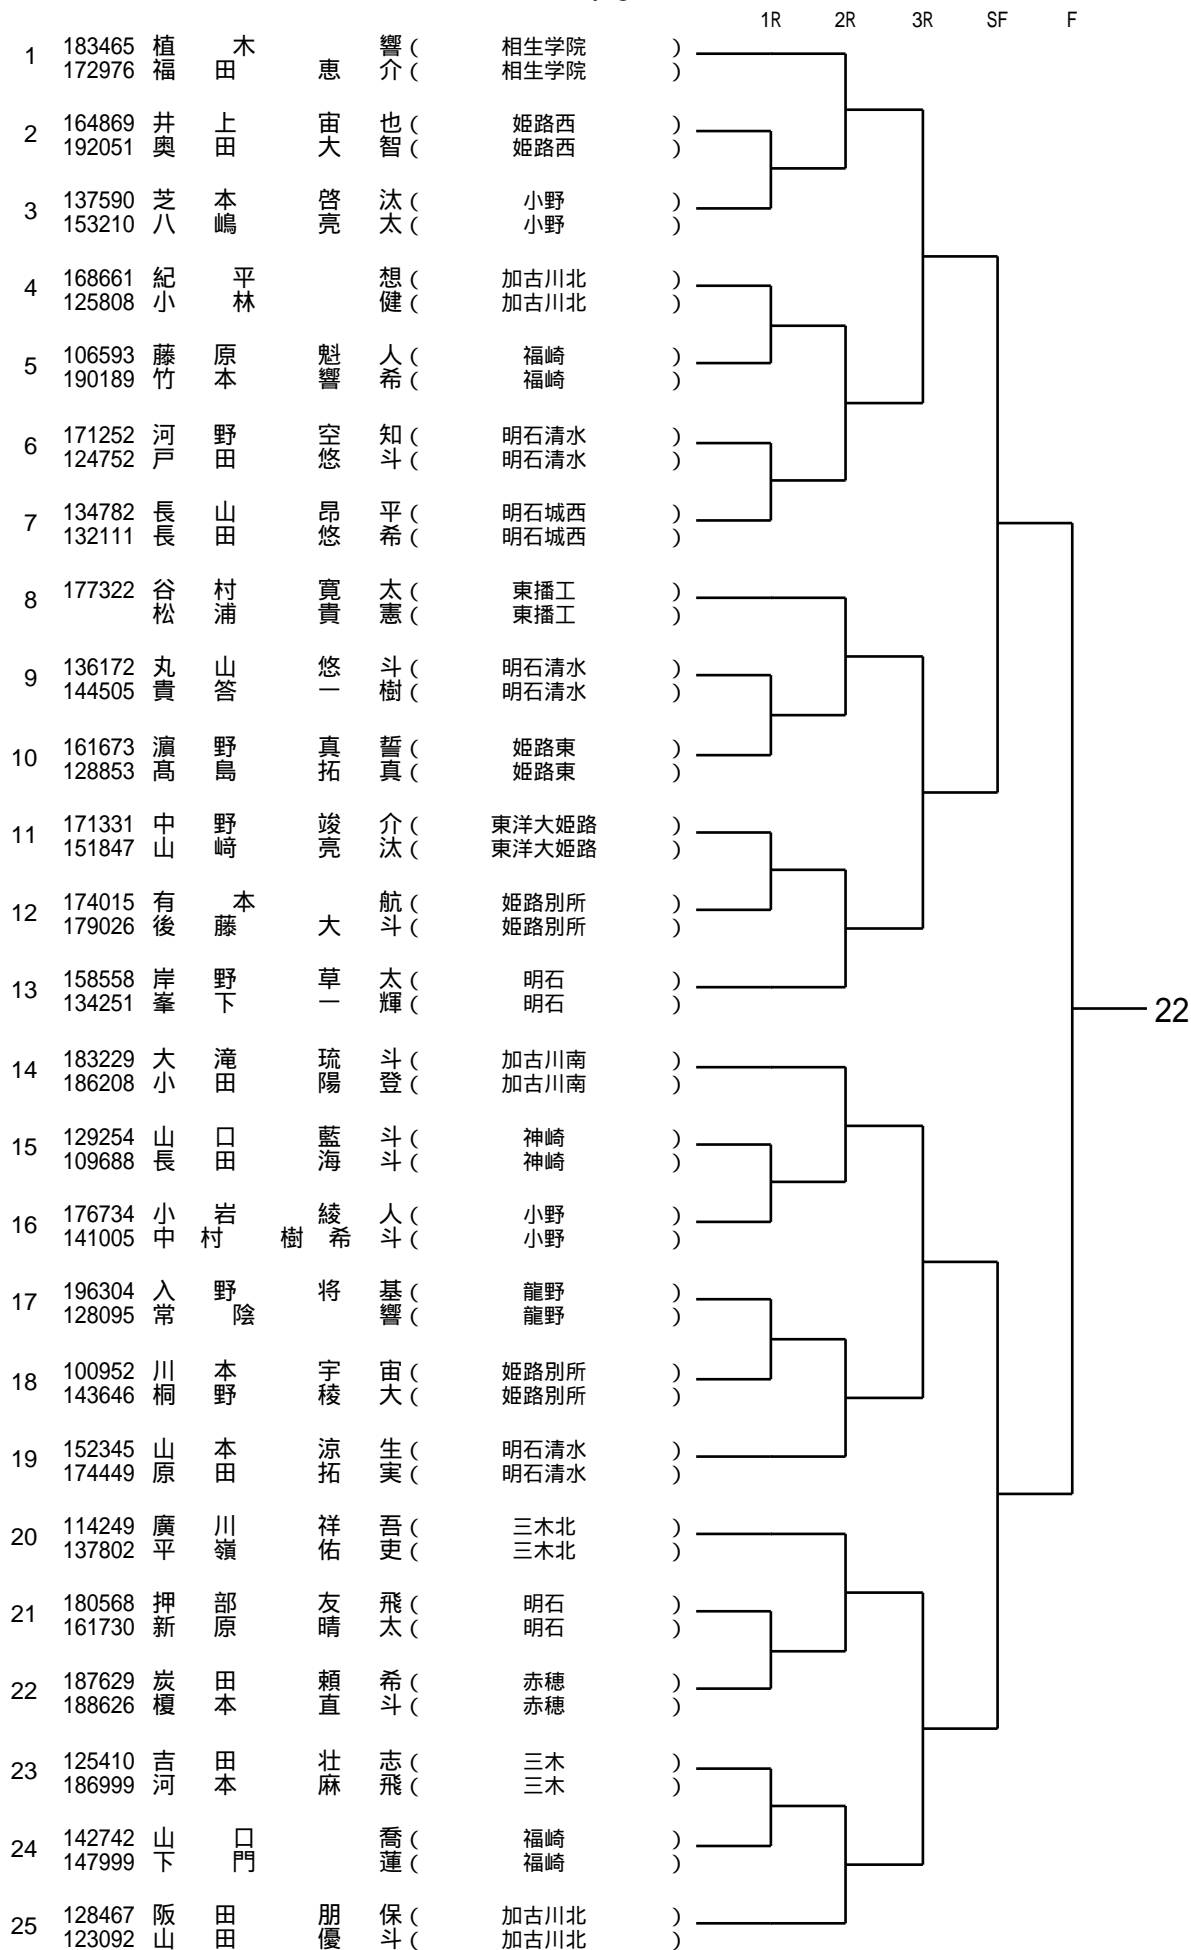 1R 2R 3R SF F
1 183465 植木 響 ( 相生学院 )
172976 福田 恵介 ( 相生学院 )
2 164869 井上 宙也 ( 姫路西 )
192051 奥田 大智 ( 姫路西 )
3 137590 芝本 啓汰 ( 小野 )
153210 八嶋 亮太 ( 小野 )
4 168661 紀平 想 ( 加古川北 )
125808 小林 健 ( 加古川北 )
5 106593 藤原 魁人 ( 福崎 )
190189 竹本 響希 ( 福崎 )
6 171252 河野 空知 ( 明石清水 )
124752 戸田 悠斗 ( 明石清水 )
7 134782 長山 昂平 ( 明石城西 )
132111 長田 悠希 ( 明石城西 )
8 177322 谷村 寛太 ( 東播工 )
松浦 貴憲 ( 東播工 )
9 136172 丸山 悠斗 ( 明石清水 )
144505 貴答 一樹 ( 明石清水 )
10 161673 濵野 真誓 ( 姫路東 )
128853 髙島 拓真 ( 姫路東 )
11 171331 中野 竣介 ( 東洋大姫路 )
151847 山﨑 亮汰 ( 東洋大姫路 )
12 174015 有本 航 ( 姫路別所 )
179026 後藤 大斗 ( 姫路別所 )
13 158558 岸野 草太 ( 明石 )
134251 峯下 一輝 ( 明石 )
22
14 183229 大滝 琉斗 ( 加古川南 )
186208 小田 陽登 ( 加古川南 )
15 129254 山口 藍斗 ( 神崎 )
109688 長田 海斗 ( 神崎 )
16 176734 小岩 綾人 ( 小野 )
141005 中村 樹希斗 ( 小野 )
17 196304 入野 将基 ( 龍野 )
128095 常陰 響 ( 龍野 )
18 100952 川本 宇宙 ( 姫路別所 )
143646 桐野 稜大 ( 姫路別所 )
19 152345 山本 涼生 ( 明石清水 )
174449 原田 拓実 ( 明石清水 )
20 114249 廣川 祥吾 ( 三木北 )
137802 平嶺 佑吏 ( 三木北 )
21 180568 押部 友飛 ( 明石 )
161730 新原 晴太 ( 明石 )
22 187629 炭田 頼希 ( 赤穂 )
188626 榎本 直斗 ( 赤穂 )
23 125410 吉田 壮志 ( 三木 )
186999 河本 麻飛 ( 三木 )
24 142742 山口 喬 ( 福崎 )
147999 下門 蓮 ( 福崎 )
25 128467 阪田 朋保 ( 加古川北 )
123092 山田 優斗 ( 加古川北 )